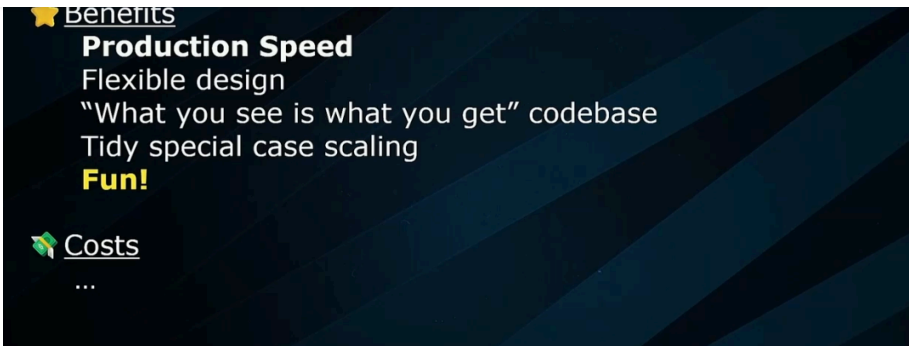 Benefits
Production Speed
Flexible design
“What you see is what you get” codebase
Tidy special case scaling
Fun!
Costs
...